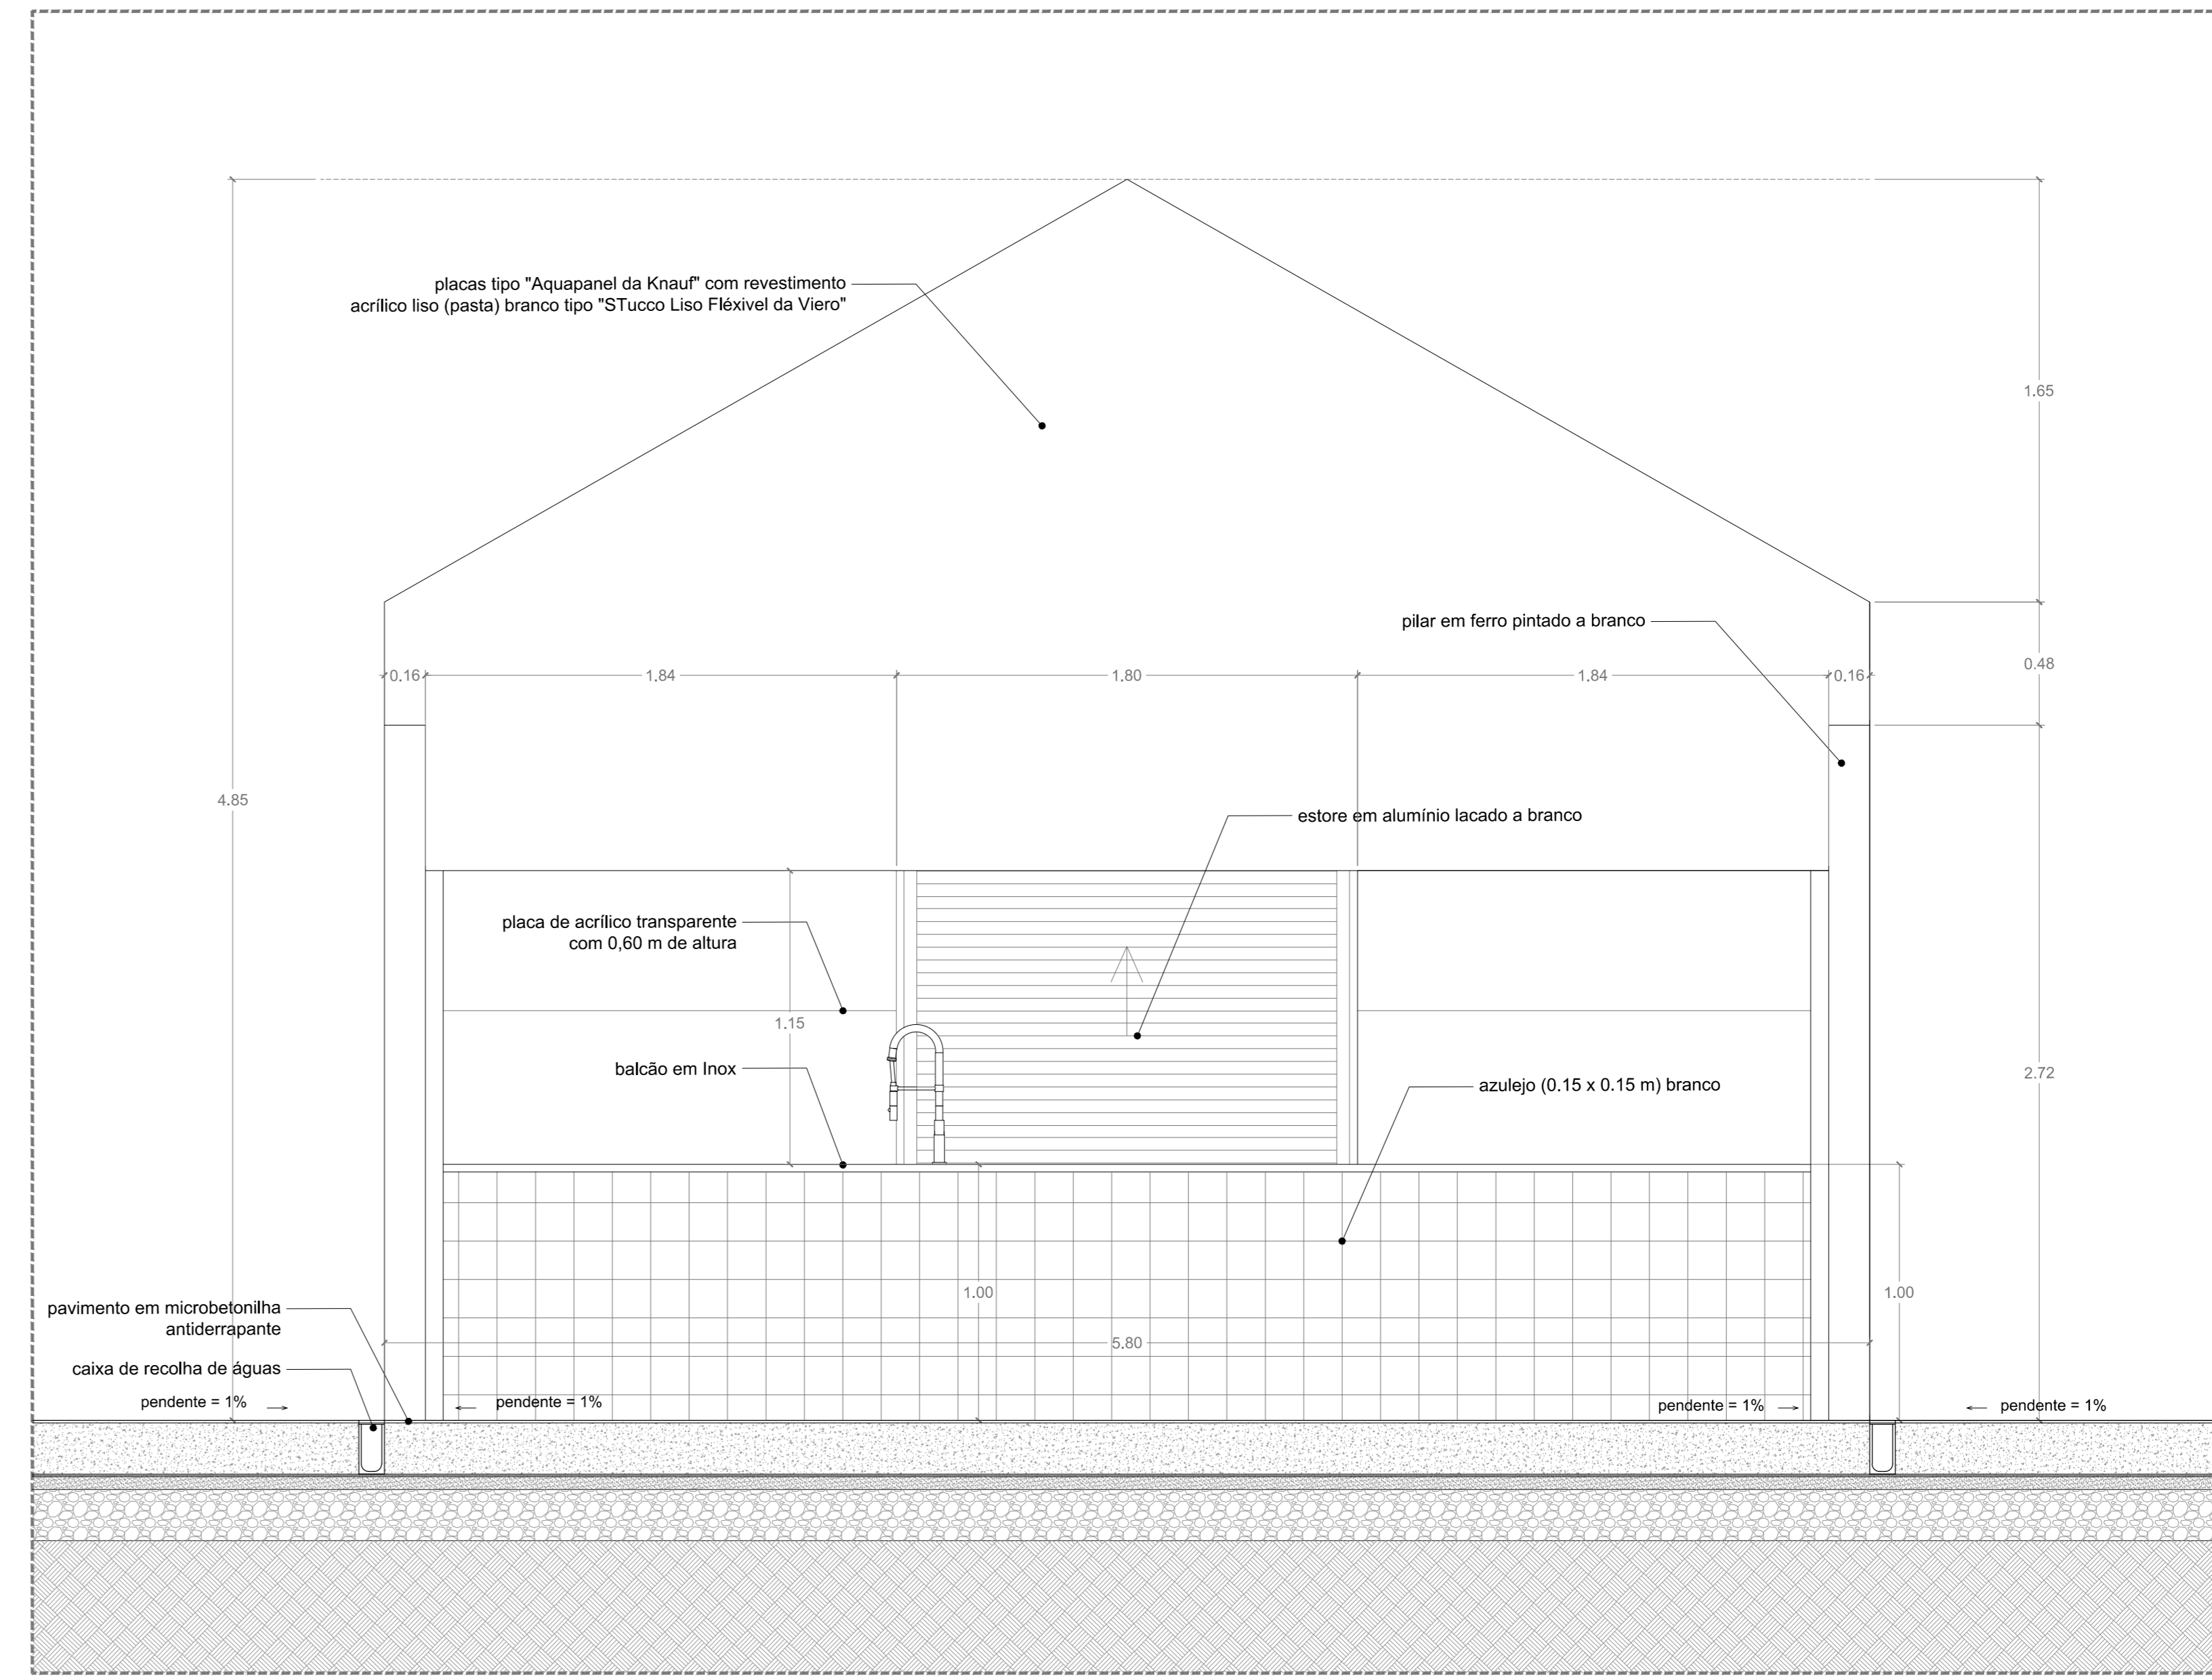 placas tipo "Aquapanel da Knauf" com revestimento
acrílico liso (pasta) branco tipo "STucco Liso Fléxivel da Viero"
1.65
pilar em ferro pintado a branco
0.16
1.84
1.80
1.84
0.16
0.48
4.85
estore em alumínio lacado a branco
placa de acrílico transparente
com 0,60 m de altura
1.15
balcão em Inox
2.72
azulejo (0.15 x 0.15 m) branco
1.00
1.00
pavimento em microbetonilha
antiderrapante
5.80
caixa de recolha de águas
pendente = 1%
pendente = 1%
pendente = 1%
pendente = 1%